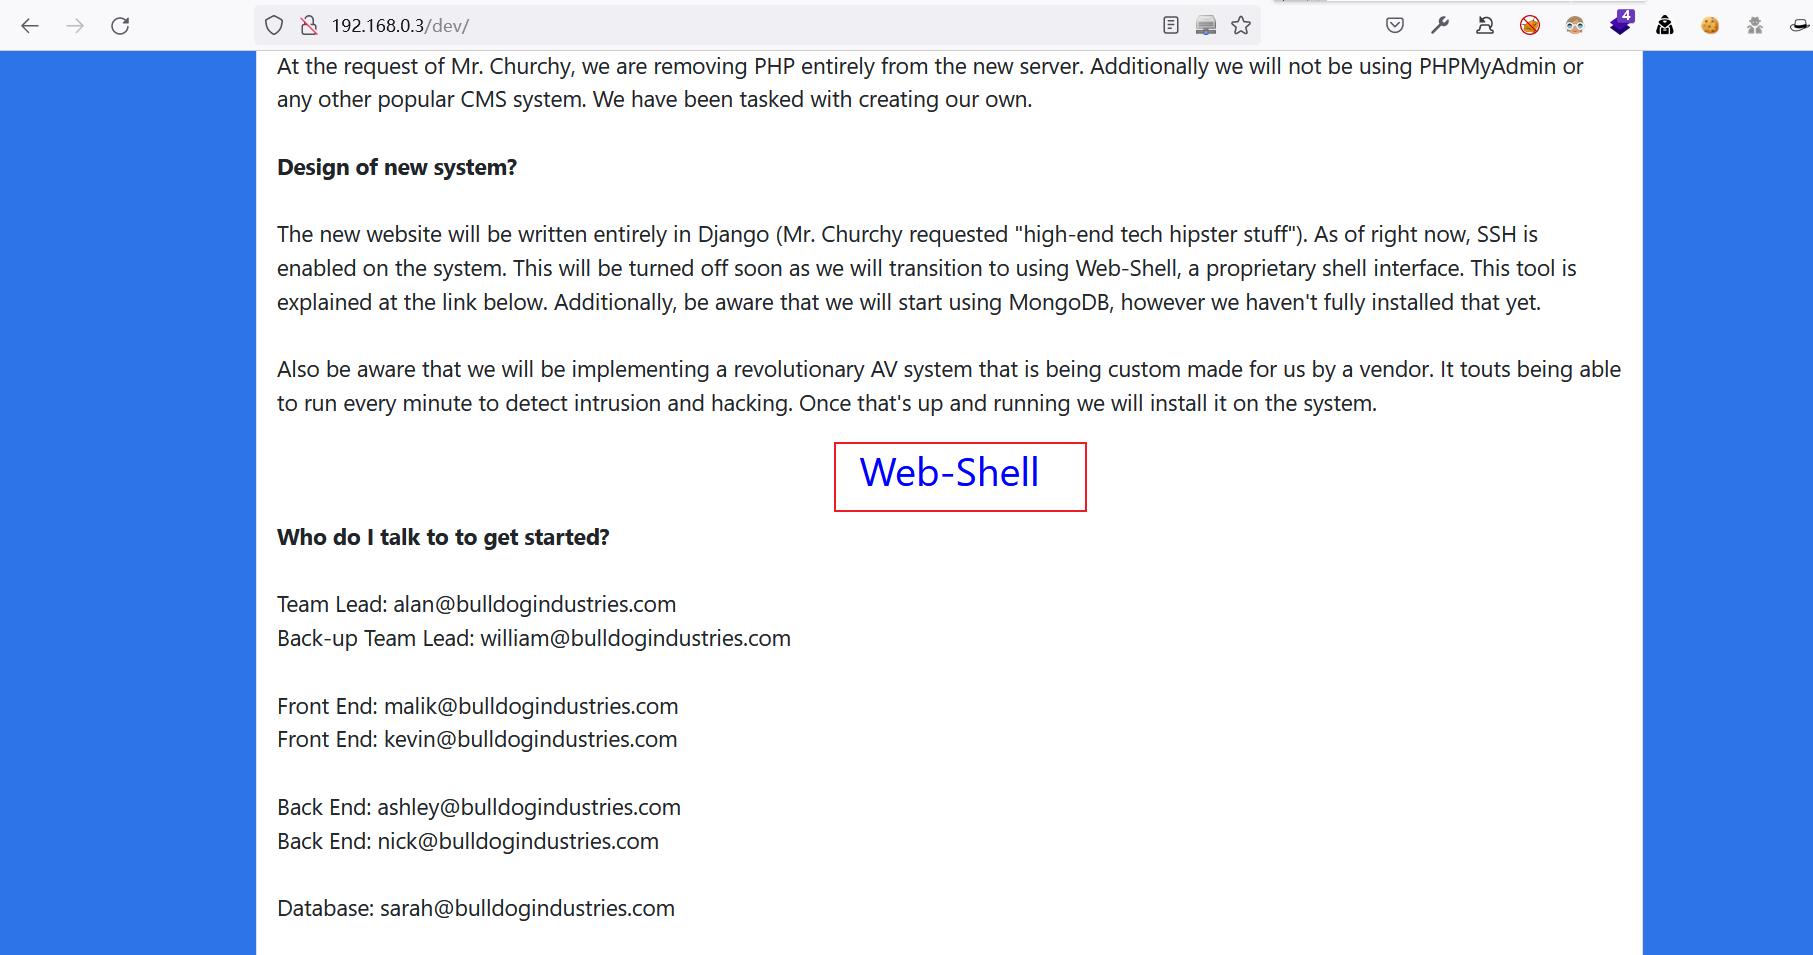 192.168.0.3/dev/
4
At the request of Mr. Churchy, we are removing PHP entirely from the new server. Additionally we will not be using PHPMyAdmin or
any other popular CMS system. We have been tasked with creating our own.
Design of new system?
The new website will be written entirely in Django (Mr. Churchy requested "high-end tech hipster stuff"). As of right now, SSH is
enabled on the system. This will be turned off soon as we will transition to using Web-Shell, a proprietary shell interface. This tool is
explained at the link below. Additionally, be aware that we will start using MongoDB, however we haven't fully installed that yet.
Also be aware that we will be implementing a revolutionary AV system that is being custom made for us by a vendor. It touts being able
to run every minute to detect intrusion and hacking. Once that's up and running we will install it on the system.
Web-Shell
Who do I talk to to get started?
Team Lead: alan@bulldogindustries.com
Back-up Team Lead: william@bulldogindustries.com
Front End: malik@bulldogindustries.com
Front End: kevin@bulldogindustries.com
Back End: ashley@bulldogindustries.com
Back End: nick@bulldogindustries.com
Database: sarah@bulldogindustries.com